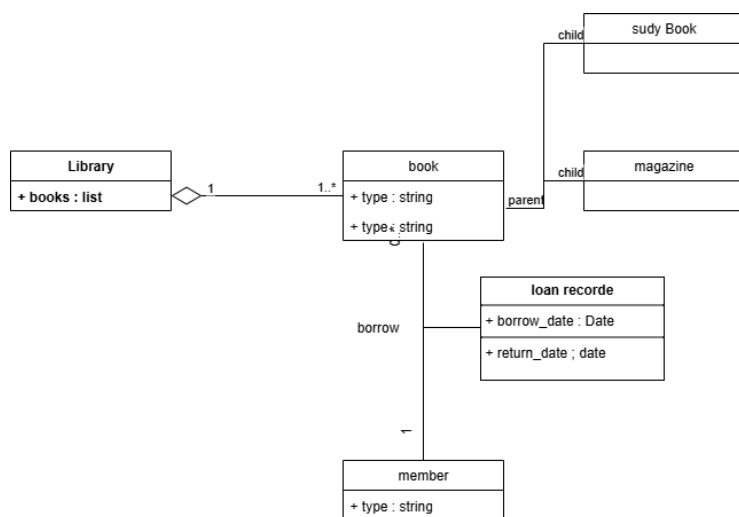 sudy Book
child
Library
+ books : list
1
1..*
book
+ type : string
+ type : string
parent
child
magazine
borrow
loan recorde
+ borrow_date : Date
+ return_date ; date
1
member
+ type : string